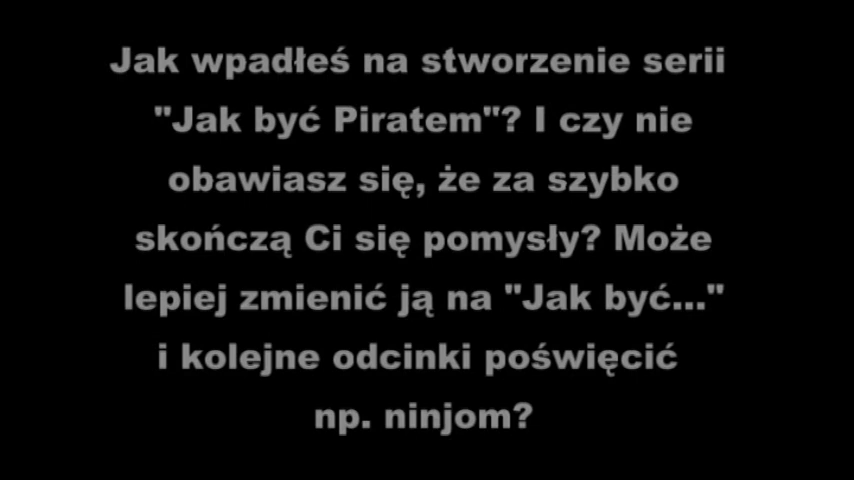 Jak wpadłeś na stworzenie serii
"Jak być Piratem"? I czy nie
obawiasz się, że za szybko
skończą Ci się pomysły? Może
lepiej zmienić ją na "Jak być..."
i kolejne odcinki poświęcić
np. ninjom?